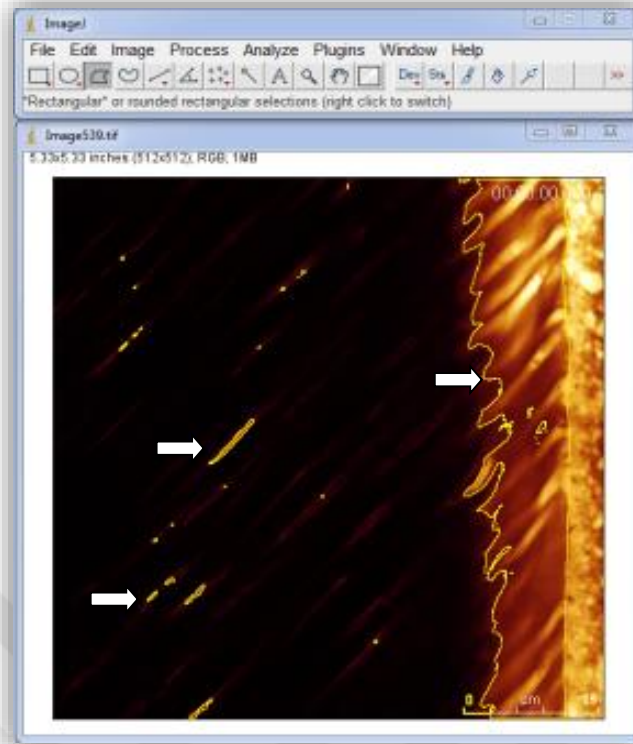 ImageJ
File Edit Image Process Analyze Plugins Window Help
Dev Stk
"Rectangular" or rounded rectangular selections (right click to switch)
Image539.tif
5.33x5.33 inches (512x512); RGB; 1MB
0